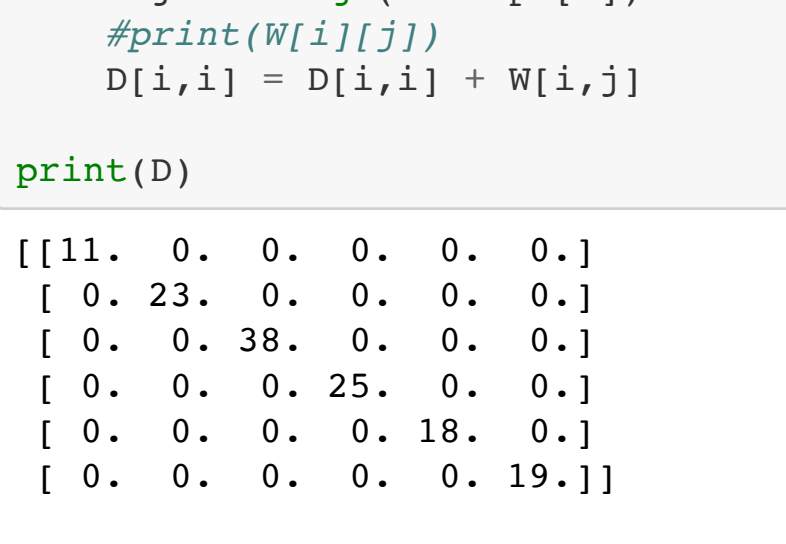 #print(W[i][j])
D[i,i] = D[i,i] + W[i,j]
print(D)
[[11.  0.  0.  0.  0.  0.]
 [ 0. 23.  0.  0.  0.  0.]
 [ 0.  0. 38.  0.  0.  0.]
 [ 0.  0.  0. 25.  0.  0.]
 [ 0.  0.  0.  0. 18.  0.]
 [ 0.  0.  0.  0.  0. 19.]]